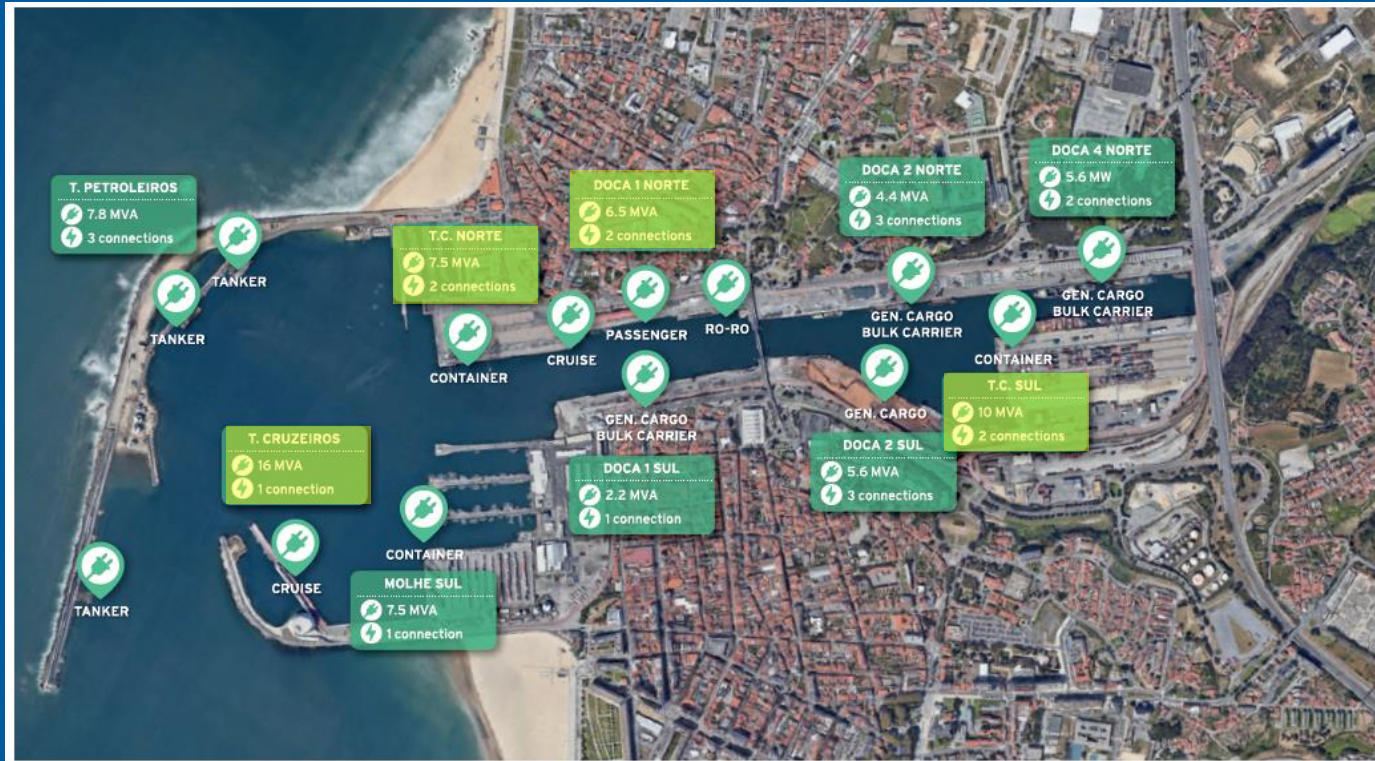 T. PETROLEIROS
7.8 MVA
3 connections
TANKER
TANKER
TANKER
T.C. NORTE
7.5 MVA
2 connections
CONTAINER
DOCA 1 NORTE
6.5 MVA
2 connections
CRUISE
PASSENGER
RO-RO
DOCA 2 NORTE
4.4 MVA
3 connections
GEN. CARGO
BULK CARRIER
DOCA 4 NORTE
5.6 MW
2 connections
GEN. CARGO
BULK CARRIER
CONTAINER
T.C. SUL
10 MVA
2 connections
GEN. CARGO
DOCA 2 SUL
5.6 MVA
3 connections
GEN. CARGO
BULK CARRIER
DOCA 1 SUL
2.2 MVA
1 connection
T. CRUZEIROS
16 MVA
1 connection
CRUISE
CONTAINER
MOLHE SUL
7.5 MVA
1 connection